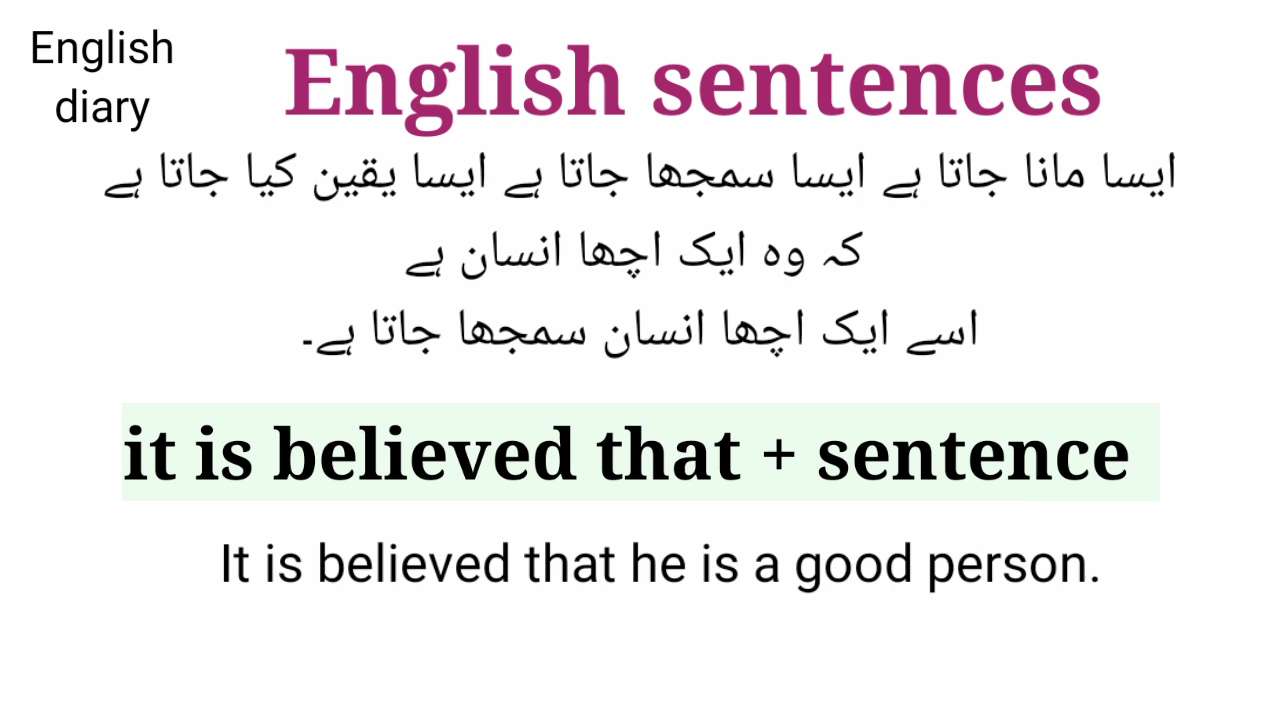 English
diary
English sentences
ایسا مانا جاتا ہے ایسا سمجھا جاتا ہے ایسا یقین کیا جاتا ہے
کہ وہ ایک اچھا انسان ہے
اسے ایک اچھا انسان سمجھا جاتا ہے۔
it is believed that + sentence
It is believed that he is a good person.